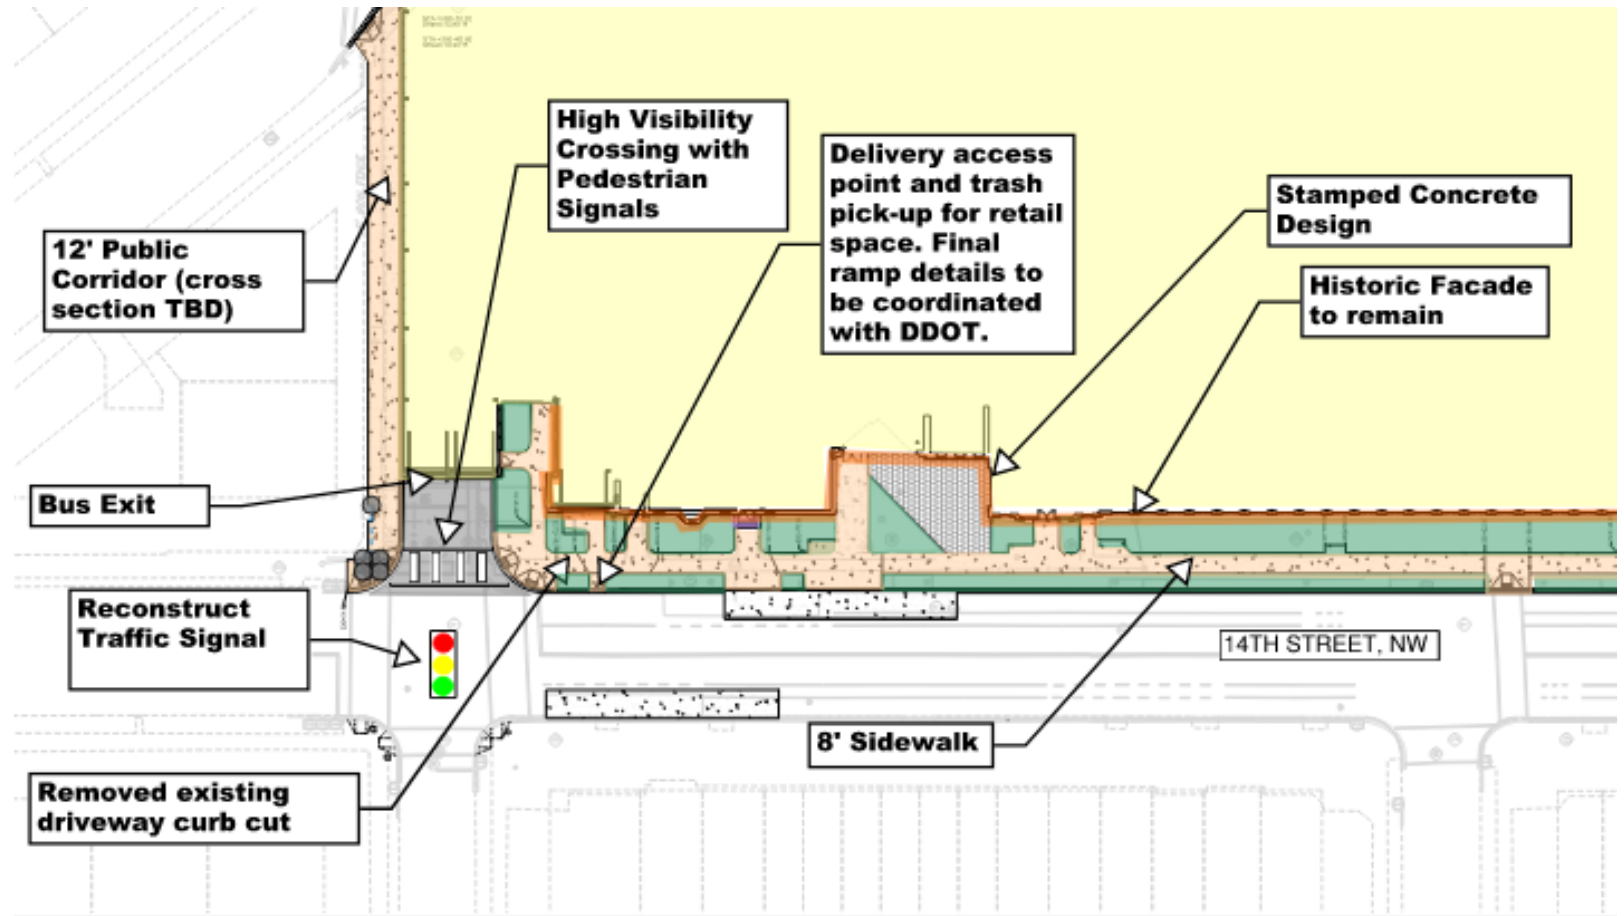 High Visibility
Crossing with
Pedestrian
Signals
Delivery access
point and trash
pick-up for retail
space. Final
ramp details to
be coordinated
with DDOT.
Stamped Concrete
Design
12' Public
Corridor (cross
section TBD)
Historic Facade
to remain
Bus Exit
Reconstruct
Traffic Signal
14TH STREET, NW
8' Sidewalk
Removed existing
driveway curb cut